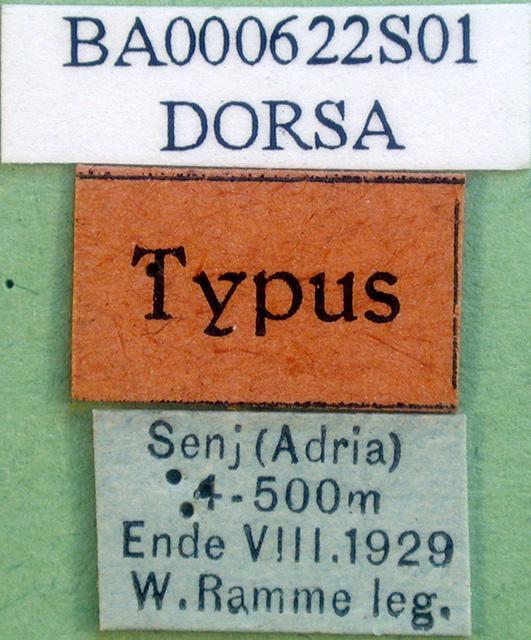 BA000622S01
DORSA
Typus
Senj (Adria)
4-500m
Ende VIII.1929
W.Ramme leg.